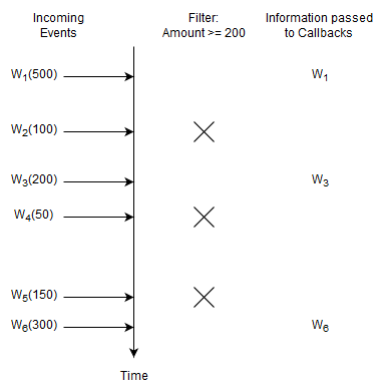 Incoming
Events
Filter:
Amount >= 200
Information passed
to Callbacks
W₁(500)
W₁
W₂(100)
W₃(200)
W₃
W₄(50)
W₅(150)
W₆(300)
W₆
Time